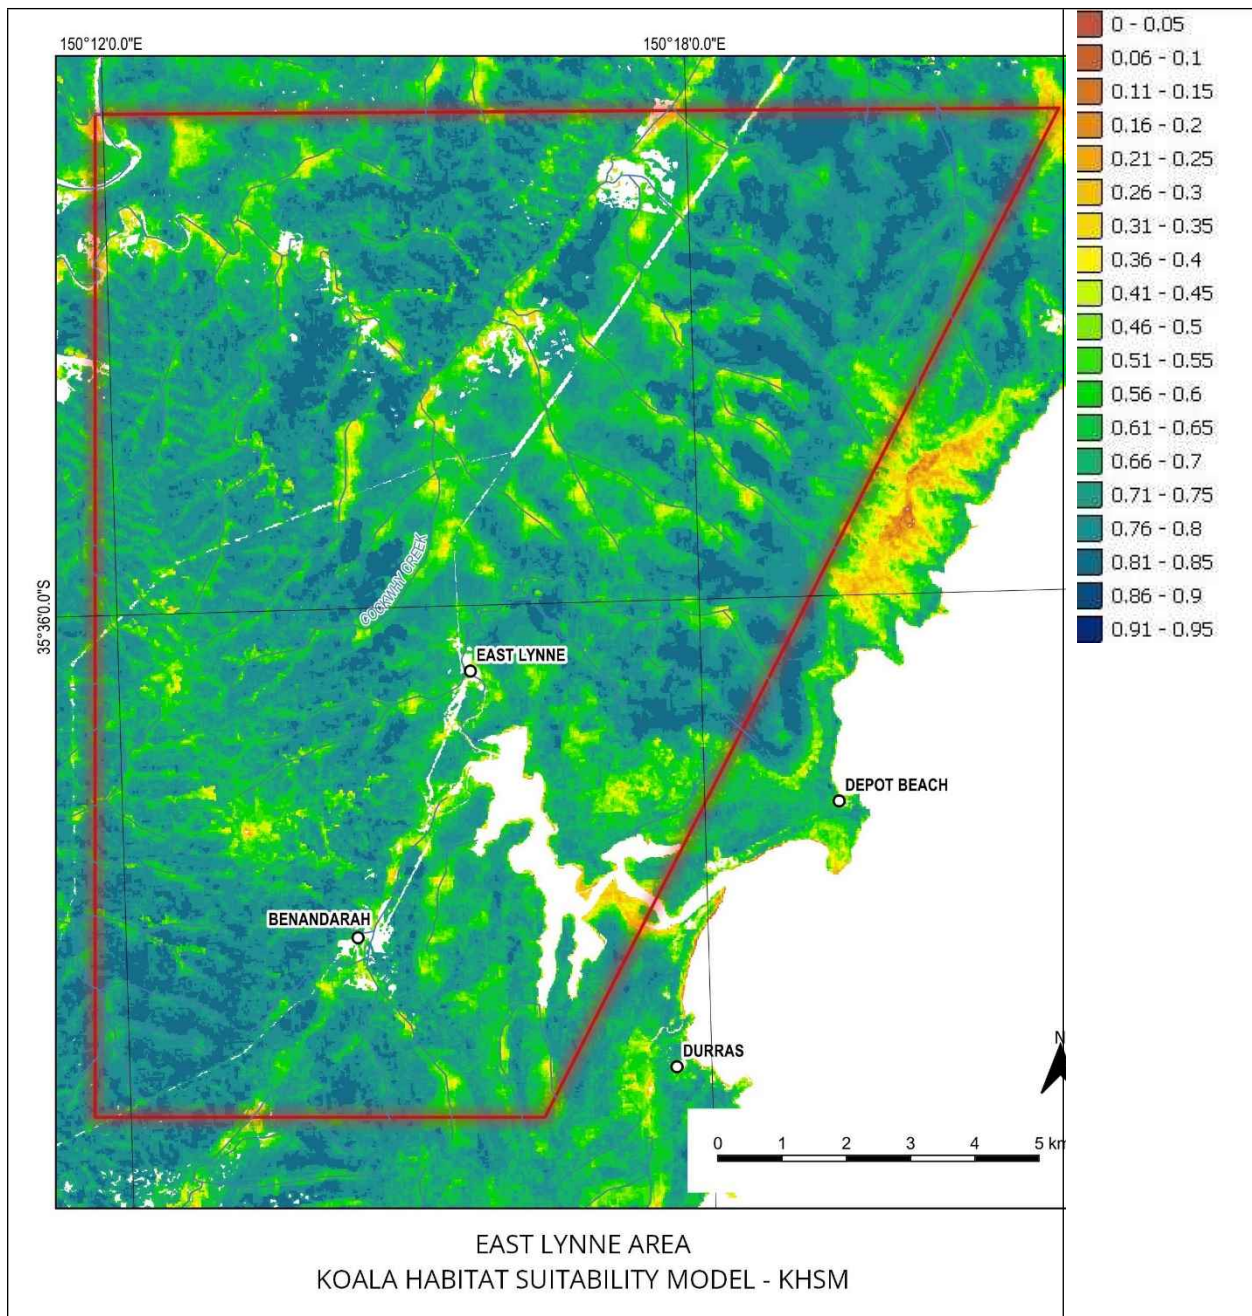 150°12'0.0"E
150°18'0.0"E
35°36'0.0"S
COCKWHY CREEK
EAST LYNNE
DEPOT BEACH
BENANDARAH
DURRAS
N
0 1 2 3 4 5 km
EAST LYNNE AREA
KOALA HABITAT SUITABILITY MODEL - KHSM
0 - 0.05
0.06 - 0.1
0.11 - 0.15
0.16 - 0.2
0.21 - 0.25
0.26 - 0.3
0.31 - 0.35
0.36 - 0.4
0.41 - 0.45
0.46 - 0.5
0.51 - 0.55
0.56 - 0.6
0.61 - 0.65
0.66 - 0.7
0.71 - 0.75
0.76 - 0.8
0.81 - 0.85
0.86 - 0.9
0.91 - 0.95